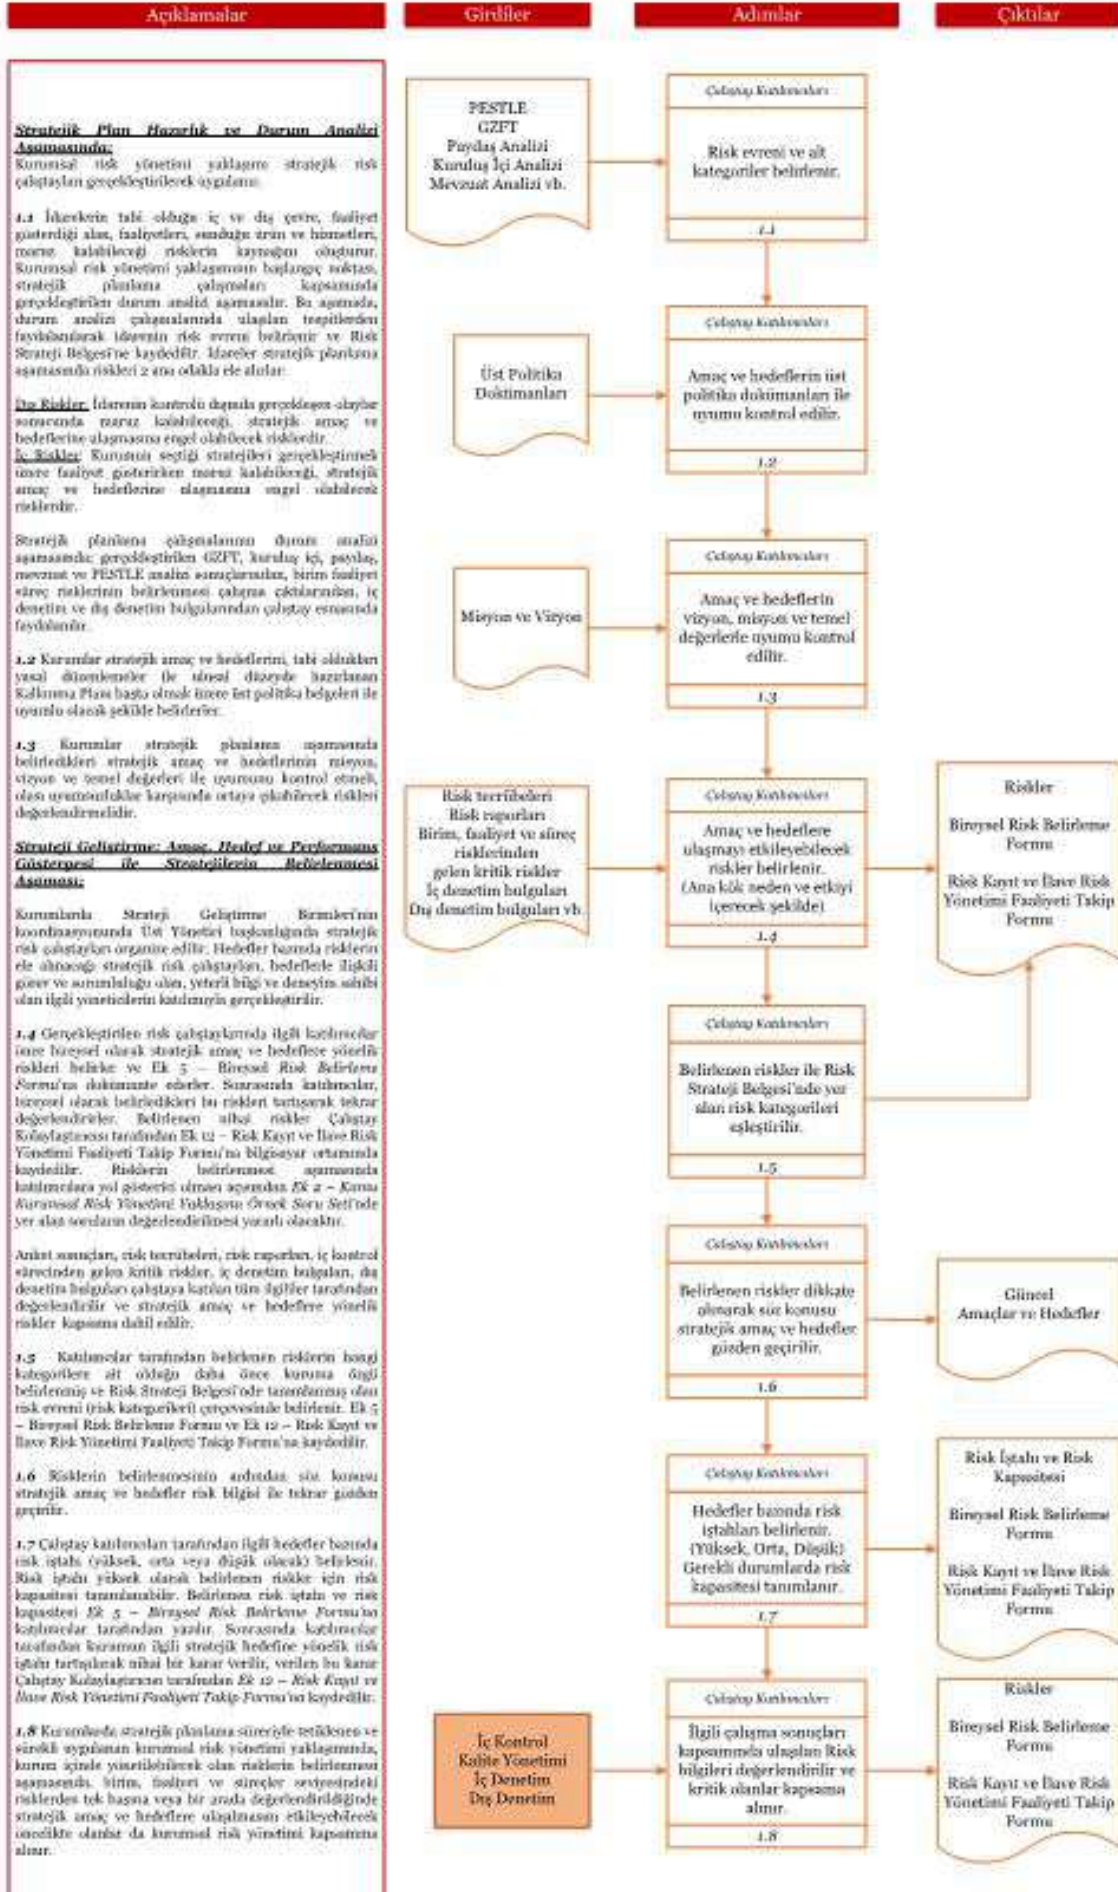 Açıklamalar
Girdiler
Adımlar
Çıktılar
Stratejik Plan Hazırlık ve Durum Analizi
Aşamasında:
Kurumsal risk yönetimi yaklaşımı stratejik risk
çalıştayları gerçekleştirilerek uygulanır.
1.1 İdarelerin tabi olduğu iç ve dış çevre, faaliyet
gösterdiği alan, faaliyetleri, sunduğu ürün ve hizmetleri,
maruz kalabileceği risklerin kaynağını oluşturur.
Kurumsal risk yönetimi yaklaşımının başlangıç noktası,
stratejik planlama çalışmaları kapsamında
gerçekleştirilen durum analizi aşamasıdır. Bu aşamada,
durum analizi çalışmalarında ulaşılan tespitlerden
faydalanılarak idarenin risk evreni belirlenir ve Risk
Strateji Belgesi'ne kaydedilir. İdareler stratejik planlama
aşamasında riskleri 2 ana odakla ele alırlar:
Dış Riskler: İdarenin kontrolü dışında gerçekleşen olaylar
sonucunda maruz kalabileceği, stratejik amaç ve
hedeflerine ulaşmasına engel olabilecek risklerdir.
İç Riskler: Kurumun seçtiği stratejileri gerçekleştirmek
üzere faaliyet gösterirken maruz kalabileceği, stratejik
amaç ve hedeflerine ulaşmasına engel olabilecek
risklerdir.
Stratejik planlama çalışmalarının durum analizi
aşamasında; gerçekleştirilen GZFT, kuruluş içi, paydaş,
mevzuat ve PESTLE analizi sonuçlarından, birim faaliyet
süreç risklerinin belirlenmesi çalışma çıktılarından, iç
denetim ve dış denetim bulgularından çalıştay esnasında
faydalanılır.
1.2 Kurumlar stratejik amaç ve hedeflerini, tabi oldukları
yasal düzenlemeler ile ulusal düzeyde hazırlanan
Kalkınma Planı başta olmak üzere üst politika belgeleri ile
uyumlu olacak şekilde belirlerler.
1.3 Kurumlar stratejik planlama aşamasında
belirledikleri stratejik amaç ve hedeflerinin misyon,
vizyon ve temel değerleri ile uyumunu kontrol etmeli,
olası uyumsuzluklar karşısında ortaya çıkabilecek riskleri
değerlendirmelidir.
Strateji Geliştirme: Amaç, Hedef ve Performans
Göstergesi ile Stratejilerin Belirlenmesi
Aşaması:
Kurumlarda Strateji Geliştirme Birimleri'nin
koordinasyonunda Üst Yönetici başkanlığında stratejik
risk çalıştayları organize edilir. Hedefler bazında risklerin
ele alınacağı stratejik risk çalıştayları, hedeflerle ilişkili
görev ve sorumluluğu olan, yeterli bilgi ve deneyim sahibi
olan ilgili yöneticilerin katılımıyla gerçekleştirilir.
1.4 Gerçekleştirilen risk çalıştaylarında ilgili katılımcılar
önce bireysel olarak stratejik amaç ve hedeflere yönelik
riskleri belirler ve Ek 5 – Bireysel Risk Belirleme
Formu'na dokümante ederler. Sonrasında katılımcılar,
bireysel olarak belirledikleri bu riskleri tartışarak tekrar
değerlendirirler. Belirlenen nihai riskler Çalıştay
Kolaylaştırıcısı tarafından Ek 12 – Risk Kayıt ve İlave Risk
Yönetimi Faaliyeti Takip Formu'na bilgisayar ortamında
kaydedilir. Risklerin belirlenmesi aşamasında
katılımcılara yol gösterici olması açısından Ek 2 – Kamu
Kurumsal Risk Yönetimi Yaklaşımı Örnek Soru Seti'nde
yer alan soruların değerlendirilmesi yararlı olacaktır.
Anket sonuçları, risk tecrübeleri, risk raporları, iç kontrol
sürecinden gelen kritik riskler, iç denetim bulguları, dış
denetim bulguları çalıştaya katılan tüm ilgililer tarafından
değerlendirilir ve stratejik amaç ve hedeflere yönelik
riskler kapsama dahil edilir.
1.5 Katılımcılar tarafından belirlenen risklerin hangi
kategorilere ait olduğu daha önce kuruma özgü
belirlenmiş ve Risk Strateji Belgesi'nde tanımlanmış olan
risk evreni (risk kategorileri) çerçevesinde belirlenir. Ek 5
– Bireysel Risk Belirleme Formu ve Ek 12 – Risk Kayıt ve
İlave Risk Yönetimi Faaliyeti Takip Formu'na kaydedilir.
1.6 Risklerin belirlenmesinin ardından söz konusu
stratejik amaç ve hedefler risk bilgisi ile tekrar gözden
geçirilir.
1.7 Çalıştay katılımcıları tarafından ilgili hedefler bazında
risk iştahı (yüksek, orta veya düşük olacak) belirlenir.
Risk iştahı yüksek olarak belirlenen riskler için risk
kapasitesi tanımlanabilir. Belirlenen risk iştahı ve risk
kapasitesi Ek 5 – Bireysel Risk Belirleme Formu'na
katılımcılar tarafından yazılır. Sonrasında katılımcılar
tarafından kurumun ilgili stratejik hedefine yönelik risk
iştahı tartışılarak nihai bir karar verilir, verilen bu karar
Çalıştay Kolaylaştırıcısı tarafından Ek 12 – Risk Kayıt ve
İlave Risk Yönetimi Faaliyeti Takip Formu'na kaydedilir.
1.8 Kurumlarda stratejik planlama süreciyle tetiklenen ve
sürekli uygulanan kurumsal risk yönetimi yaklaşımında,
kurum içinde yönetilebilecek olan risklerin belirlenmesi
aşamasında, birim, faaliyet ve süreçler seviyesindeki
risklerden tek başına veya bir arada değerlendirildiğinde
stratejik amaç ve hedeflere ulaşılmasını etkileyebilecek
öncelikte olanlar da kurumsal risk yönetimi kapsamına
alınır.
PESTLE
GZFT
Paydaş Analizi
Kuruluş İçi Analizi
Mevzuat Analizi vb.
Çalıştay Katılımcıları
Risk evreni ve alt
kategoriler belirlenir.
1.1
Üst Politika
Dokümanları
Çalıştay Katılımcıları
Amaç ve hedeflerin üst
politika dokümanları ile
uyumu kontrol edilir.
1.2
Misyon ve Vizyon
Çalıştay Katılımcıları
Amaç ve hedeflerin
vizyon, misyon ve temel
değerlerle uyumu kontrol
edilir.
1.3
Risk tecrübeleri
Risk raporları
Birim, faaliyet ve süreç
risklerinden
gelen kritik riskler
İç denetim bulguları
Dış denetim bulguları vb.
Çalıştay Katılımcıları
Amaç ve hedeflere
ulaşmayı etkileyebilecek
riskler belirlenir.
(Ana kök neden ve etkiyi
içerecek şekilde)
1.4
Riskler
Bireysel Risk Belirleme
Formu
Risk Kayıt ve İlave Risk
Yönetimi Faaliyeti Takip
Formu
Çalıştay Katılımcıları
Belirlenen riskler ile Risk
Strateji Belgesi'nde yer
alan risk kategorileri
eşleştirilir.
1.5
Çalıştay Katılımcıları
Belirlenen riskler dikkate
alınarak söz konusu
stratejik amaç ve hedefler
gözden geçirilir.
1.6
Güncel
Amaçlar ve Hedefler
Çalıştay Katılımcıları
Hedefler bazında risk
iştahları belirlenir.
(Yüksek, Orta, Düşük)
Gerekli durumlarda risk
kapasitesi tanımlanır.
1.7
Risk İştahı ve Risk
Kapasitesi
Bireysel Risk Belirleme
Formu
Risk Kayıt ve İlave Risk
Yönetimi Faaliyeti Takip
Formu
İç Kontrol
Kalite Yönetimi
İç Denetim
Dış Denetim
Çalıştay Katılımcıları
İlgili çalışma sonuçları
kapsamında ulaşılan Risk
bilgileri değerlendirilir ve
kritik olanlar kapsama
alınır.
1.8
Riskler
Bireysel Risk Belirleme
Formu
Risk Kayıt ve İlave Risk
Yönetimi Faaliyeti Takip
Formu